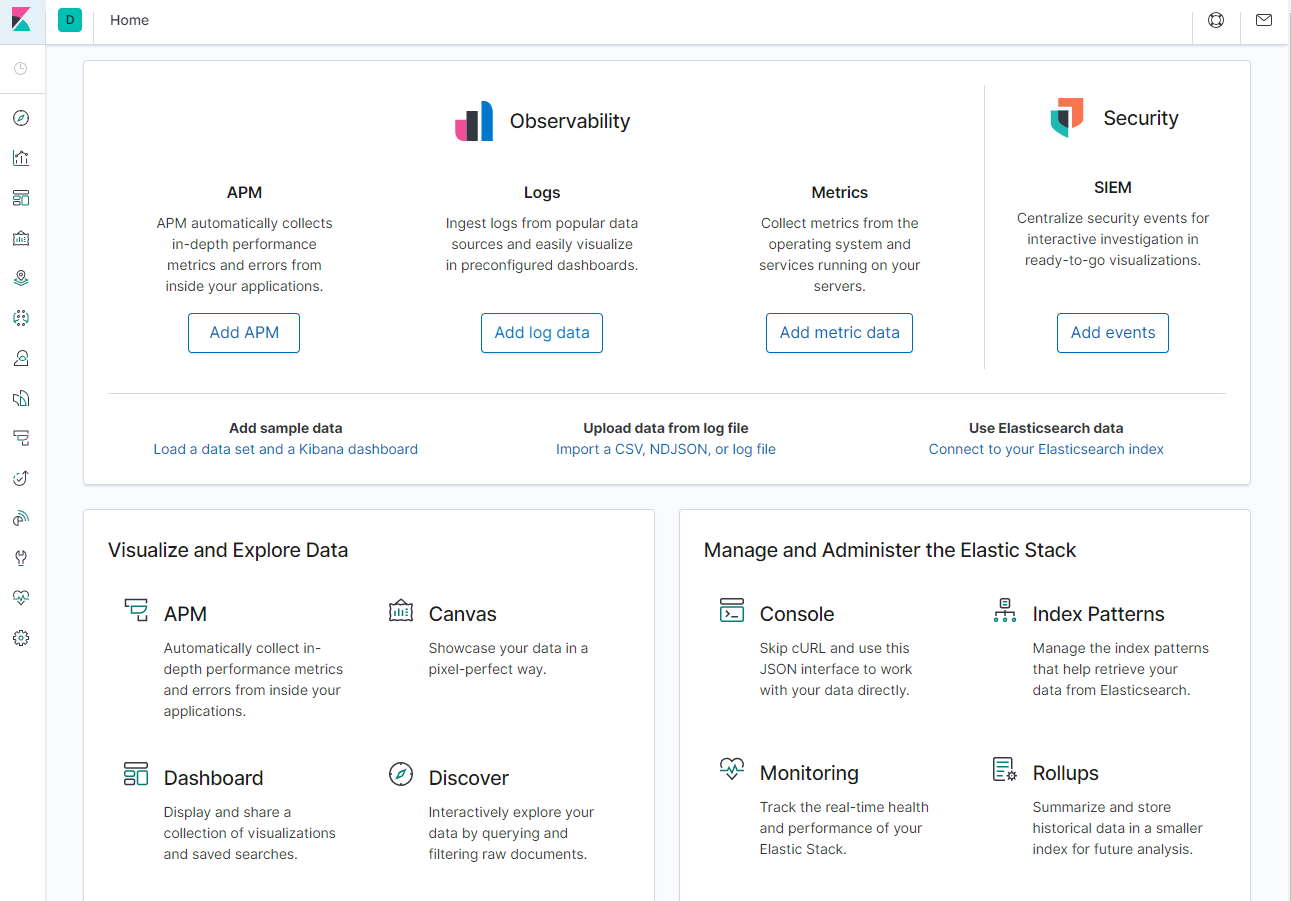 D
Home
Observability
Security
APM
APM automatically collects
in-depth performance
metrics and errors from
inside your applications.
Add APM
Logs
Ingest logs from popular data
sources and easily visualize
in preconfigured dashboards.
Add log data
Metrics
Collect metrics from the
operating system and
services running on your
servers.
Add metric data
SIEM
Centralize security events for
interactive investigation in
ready-to-go visualizations.
Add events
Add sample data
Load a data set and a Kibana dashboard
Upload data from log file
Import a CSV, NDJSON, or log file
Use Elasticsearch data
Connect to your Elasticsearch index
Visualize and Explore Data
APM
Automatically collect in-
depth performance metrics
and errors from inside your
applications.
Canvas
Showcase your data in a
pixel-perfect way.
Dashboard
Display and share a
collection of visualizations
and saved searches.
Discover
Interactively explore your
data by querying and
filtering raw documents.
Manage and Administer the Elastic Stack
Console
Skip cURL and use this
JSON interface to work
with your data directly.
Index Patterns
Manage the index patterns
that help retrieve your
data from Elasticsearch.
Monitoring
Track the real-time health
and performance of your
Elastic Stack.
Rollups
Summarize and store
historical data in a smaller
index for future analysis.